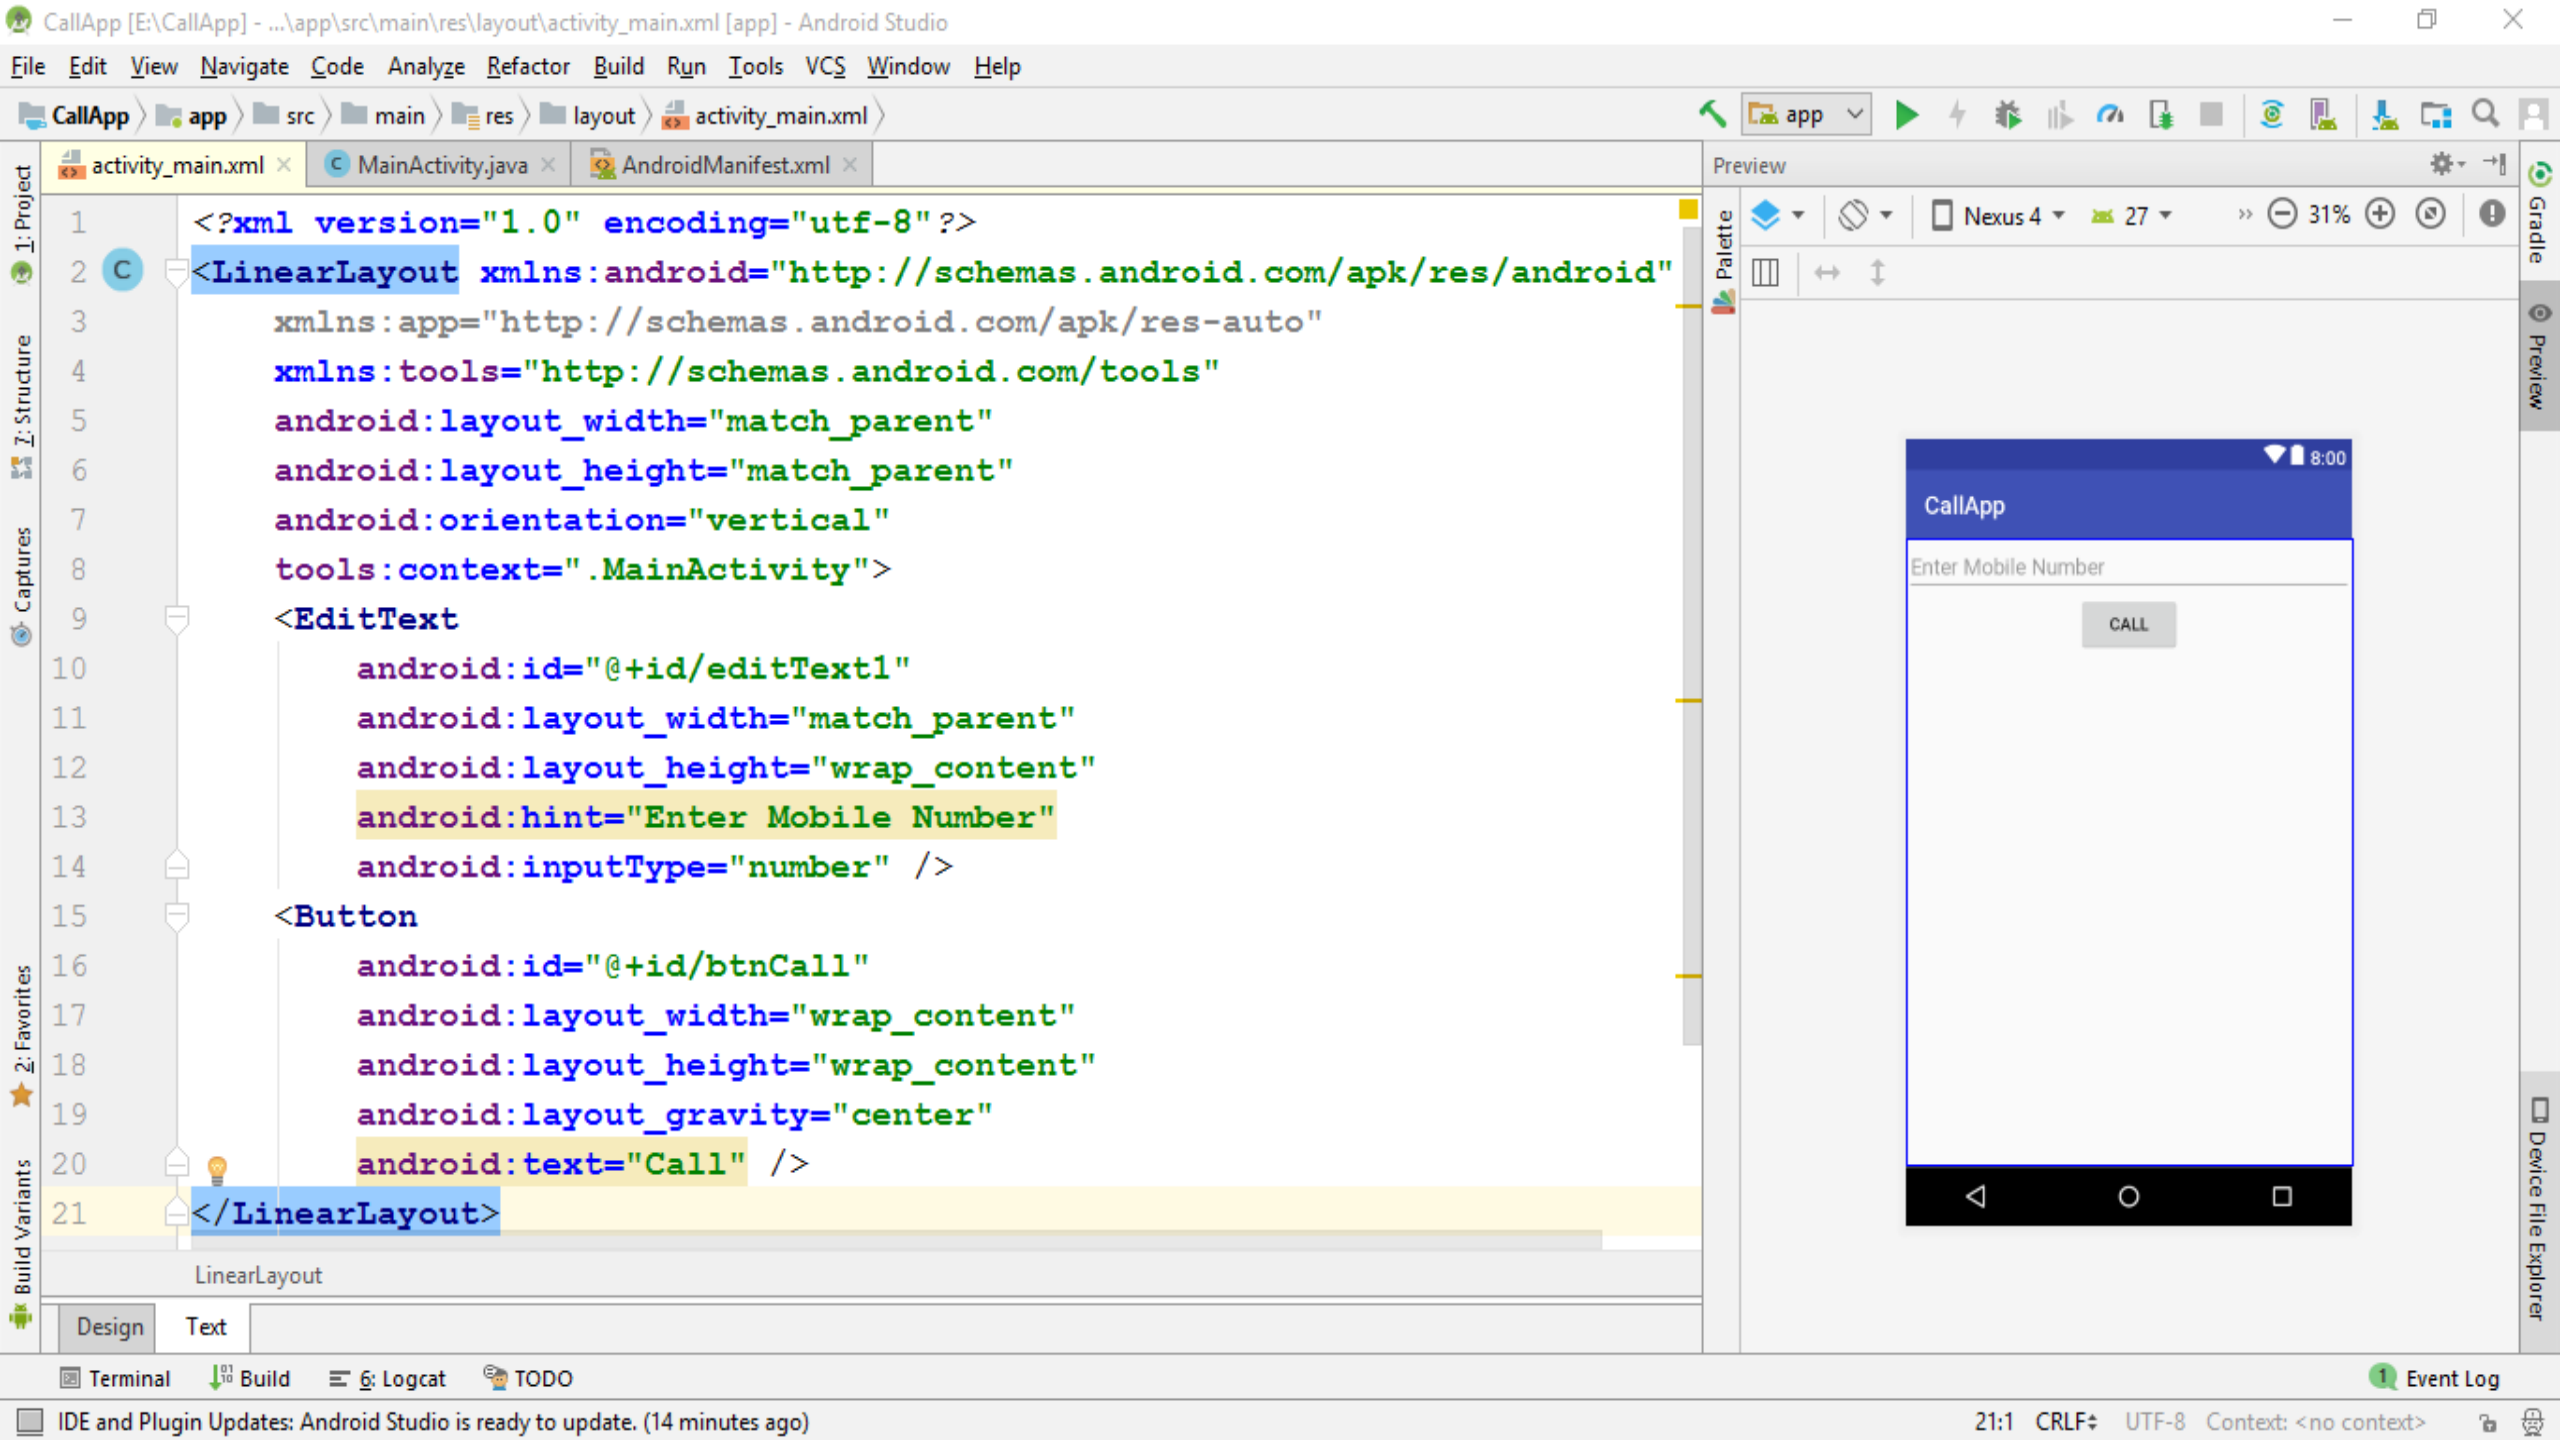 CallApp [E:\CallApp] - ...\app\src\main\res\layout\activity_main.xml [app] - Android Studio
File Edit View Navigate Code Analyze Refactor Build Run Tools VCS Window Help
CallApp app src main res layout activity_main.xml app
activity_main.xml MainActivity.java AndroidManifest.xml Preview
1: Project
7: Structure
Captures
2: Favorites
Build Variants
1 <?xml version="1.0" encoding="utf-8"?>
2 C <LinearLayout xmlns:android="http://schemas.android.com/apk/res/android"
3 xmlns:app="http://schemas.android.com/apk/res-auto"
4 xmlns:tools="http://schemas.android.com/tools"
5 android:layout_width="match_parent"
6 android:layout_height="match_parent"
7 android:orientation="vertical"
8 tools:context=".MainActivity">
9 <EditText
10 android:id="@+id/editText1"
11 android:layout_width="match_parent"
12 android:layout_height="wrap_content"
13 android:hint="Enter Mobile Number"
14 android:inputType="number" />
15 <Button
16 android:id="@+id/btnCall"
17 android:layout_width="wrap_content"
18 android:layout_height="wrap_content"
19 android:layout_gravity="center"
20 android:text="Call" />
21 </LinearLayout>
LinearLayout
Design Text
Palette
Nexus 4 27 31%
8:00
CallApp
Enter Mobile Number
CALL
Gradle
Preview
Device File Explorer
Terminal Build 6: Logcat TODO 1 Event Log
IDE and Plugin Updates: Android Studio is ready to update. (14 minutes ago) 21:1 CRLF UTF-8 Context: <no context>